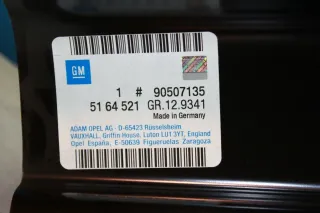 GM
1 # 90507135
51 64 521 GR.12.9341
Made in Germany
ADAM OPEL AG · D-65423 Rüsselsheim
VAUXHALL, Griffin House, Luton LU1 3YT, England
Opel España, E-50639 Figueruelas Zaragoza